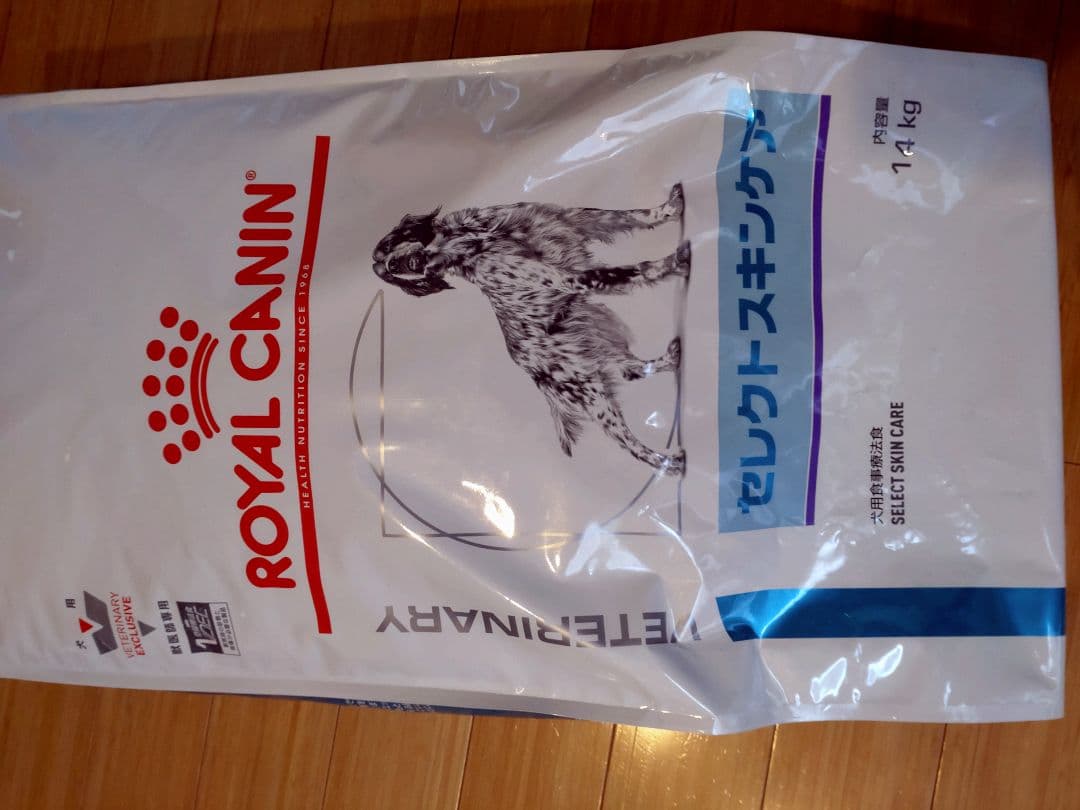 犬 用
VETERINARY
EXCLUSIVE
獣医師専用
ROYAL CANIN®
HEALTH NUTRITION SINCE 1968
VETERINARY
セレクトスキンケア
犬用食事療法食
SELECT SKIN CARE
内容量
14 kg